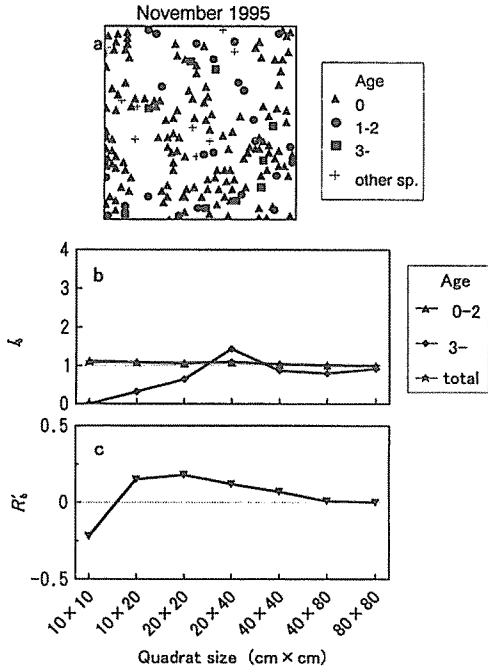 November 1995
a
Age
0
1-2
3-
other sp.
b
4
3
2
1
0
Iδ
Age
0-2
3-
total
c
0.5
0
-0.5
R'δ
10×10
10×20
20×20
20×40
40×40
40×80
80×80
Quadrat size (cm×cm)